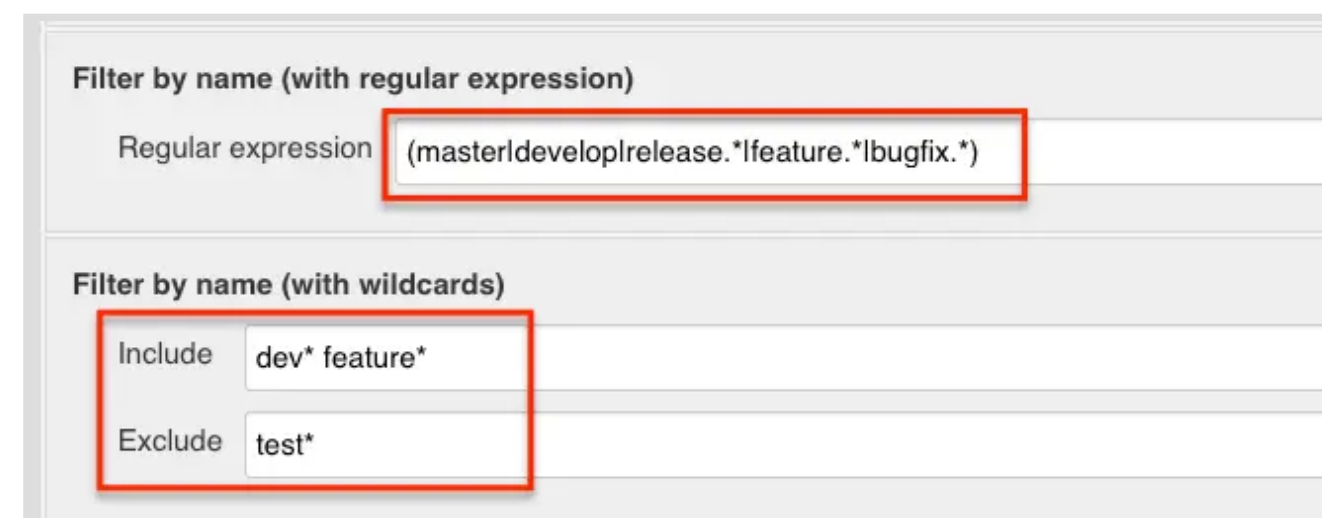 Filter by name (with regular expression)
Regular expression (master|develop|release.*|feature.*|bugfix.*)
Filter by name (with wildcards)
Include dev* feature*
Exclude test*